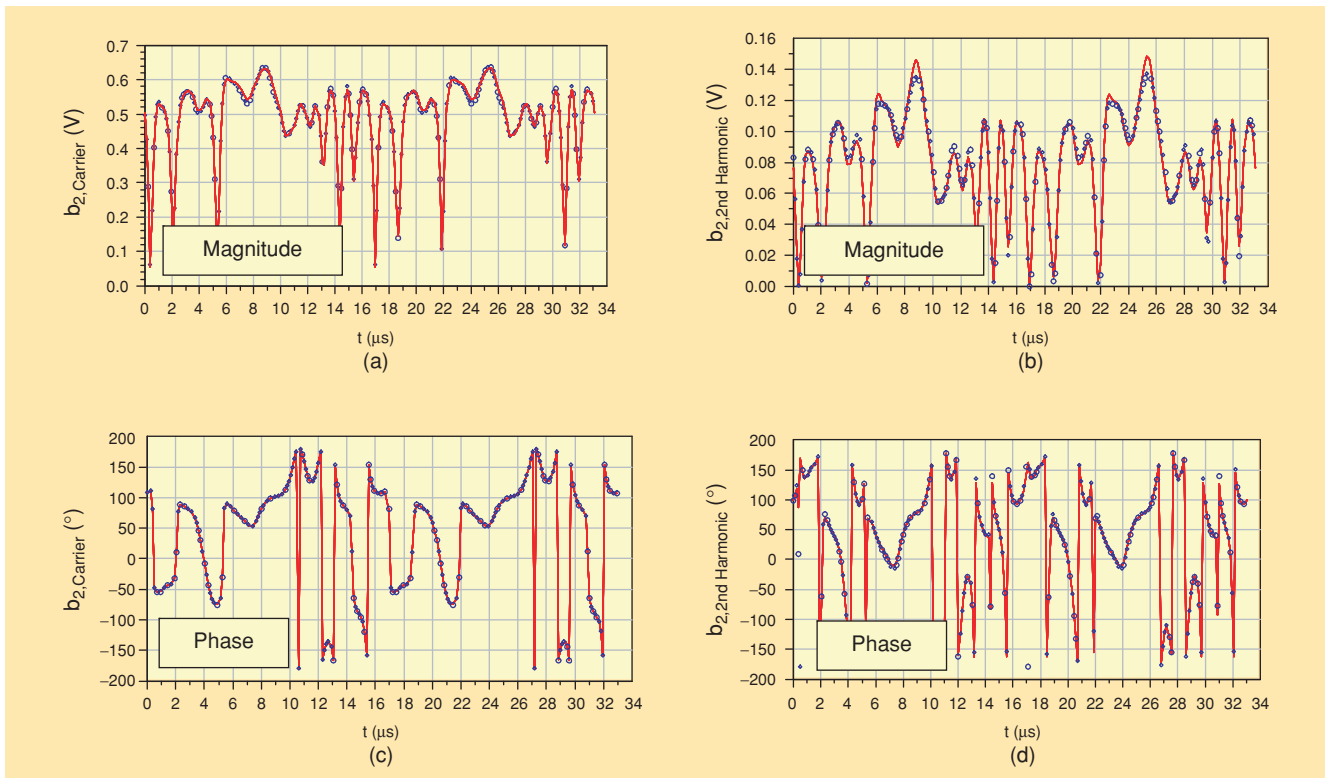 b2,Carrier (V)
0.7
0.6
0.5
0.4
0.3
0.2
0.1
0.0
Magnitude
0 2 4 6 8 10 12 14 16 18 20 22 24 26 28 30 32 34
t (μs)
(a)
b2,2nd Harmonic (V)
0.16
0.14
0.12
0.10
0.08
0.06
0.04
0.02
0.00
Magnitude
0 2 4 6 8 10 12 14 16 18 20 22 24 26 28 30 32 34
t (μs)
(b)
b2,Carrier (°)
200
150
100
50
0
−50
−100
−150
−200
Phase
0 2 4 6 8 10 12 14 16 18 20 22 24 26 28 30 32 34
t (μs)
(c)
b2,2nd Harmonic (°)
200
150
100
50
0
−50
−100
−150
−200
Phase
0 2 4 6 8 10 12 14 16 18 20 22 24 26 28 30 32 34
t (μs)
(d)